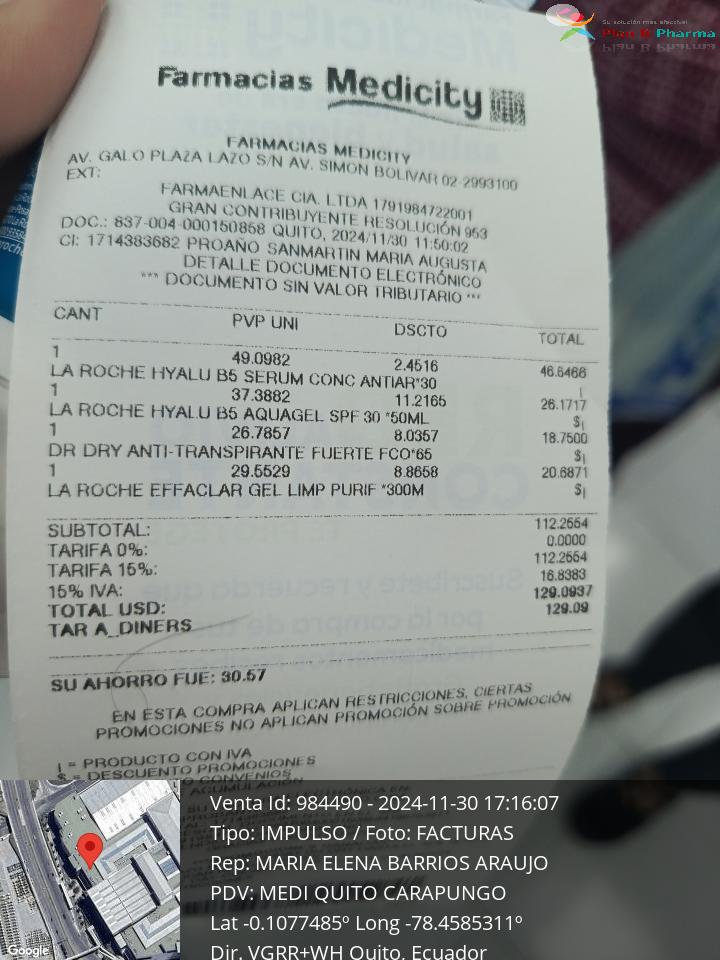 Su solución más efectiva!
Plan B Pharma
Farmacias Medicity
FARMACIAS MEDICITY
AV. GALO PLAZA LAZO S/N AV. SIMON BOLIVAR 02-2993100
EXT:
FARMAENLACE CIA. LTDA 1791984722001
GRAN CONTRIBUYENTE RESOLUCIÓN 963
DOC.: 837-004-000150858 QUITO, 2024/11/30 11:50:02
CI: 1714383682 PROAÑO SANMARTIN MARIA AUGUSTA
DETALLE DOCUMENTO ELECTRÓNICO
*** DOCUMENTO SIN VALOR TRIBUTARIO ***
CANT PVP UNI DSCTO TOTAL
1 49.0982 2.4516 46.6466
LA ROCHE HYALU B5 SERUM CONC ANTIAR*30 |
1 37.3882 11.2165 26.1717
LA ROCHE HYALU B5 AQUAGEL SPF 30 *50ML $|
1 26.7857 8.0357 18.7500
DR DRY ANTI-TRANSPIRANTE FUERTE FCO*65 $|
1 29.5529 8.8658 20.6871
LA ROCHE EFFACLAR GEL LIMP PURIF *300M $|
SUBTOTAL: 112.2554
TARIFA 0%: 0.0000
TARIFA 15%: 112.2554
15% IVA: 16.8383
TOTAL USD: 129.0937
TAR A_DINERS 129.09
SU AHORRO FUE: 30.57
EN ESTA COMPRA APLICAN RESTRICCIONES, CIERTAS
PROMOCIONES NO APLICAN PROMOCIÓN SOBRE PROMOCIÓN
| = PRODUCTO CON IVA
$ = DESCUENTO PROMOCIONES
CONVENIOS
ACUMULACIÓN
Venta Id: 984490 - 2024-11-30 17:16:07
Tipo: IMPULSO / Foto: FACTURAS
Rep: MARIA ELENA BARRIOS ARAUJO
PDV: MEDI QUITO CARAPUNGO
Lat -0.1077485º Long -78.4585311º
Dir. VGRR+WH Quito, Ecuador
Google